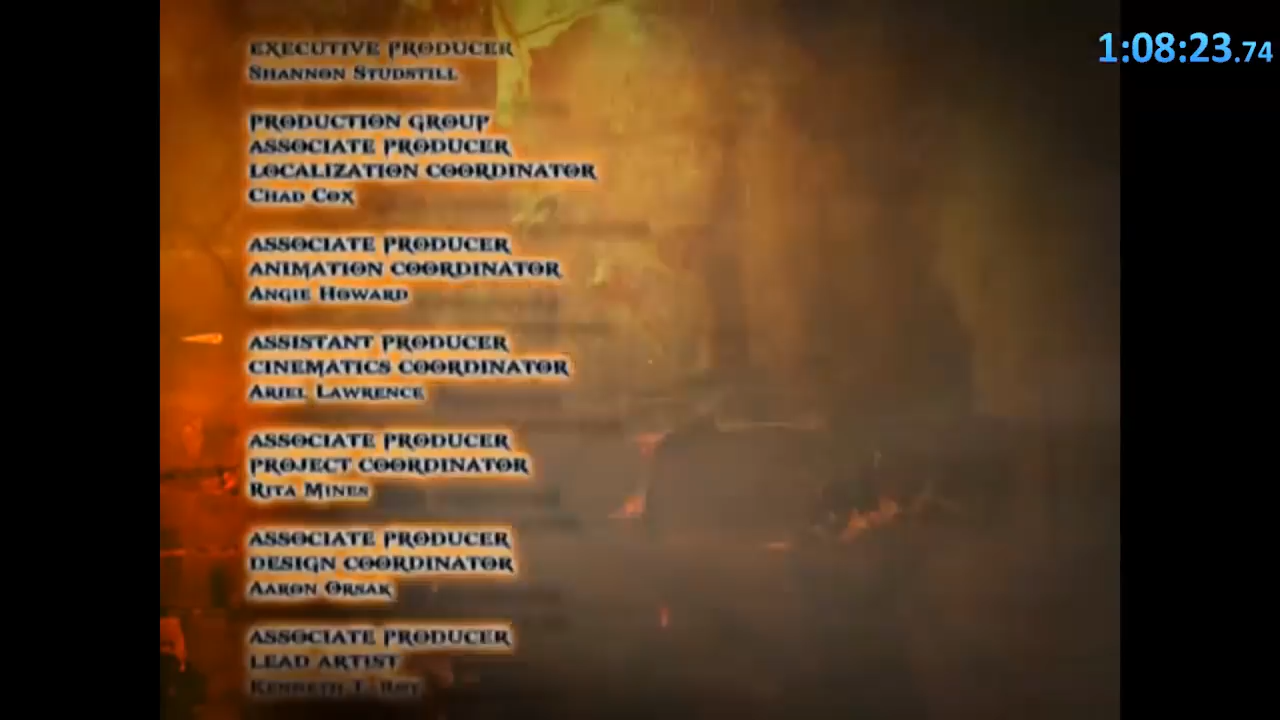 EXECUTIVE PRODUCER
SHANNON STUDSTILL
PRODUCTION GROUP
ASSOCIATE PRODUCER
LOCALIZATION COORDINATOR
CHAD COX
ASSOCIATE PRODUCER
ANIMATION COORDINATOR
ANGIE HOWARD
ASSISTANT PRODUCER
CINEMATICS COORDINATOR
ARIEL LAWRENCE
ASSOCIATE PRODUCER
PROJECT COORDINATOR
RITA MINES
ASSOCIATE PRODUCER
DESIGN COORDINATOR
AARON ORSAK
ASSOCIATE PRODUCER
LEAD ARTIST
KENNETH T. ROY
1:08:23.74